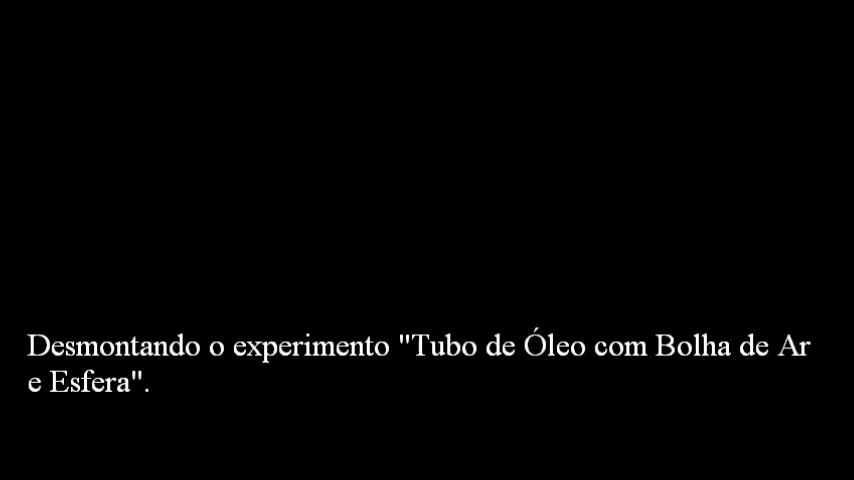 Desmontando o experimento "Tubo de Óleo com Bolha de Ar
e Esfera".